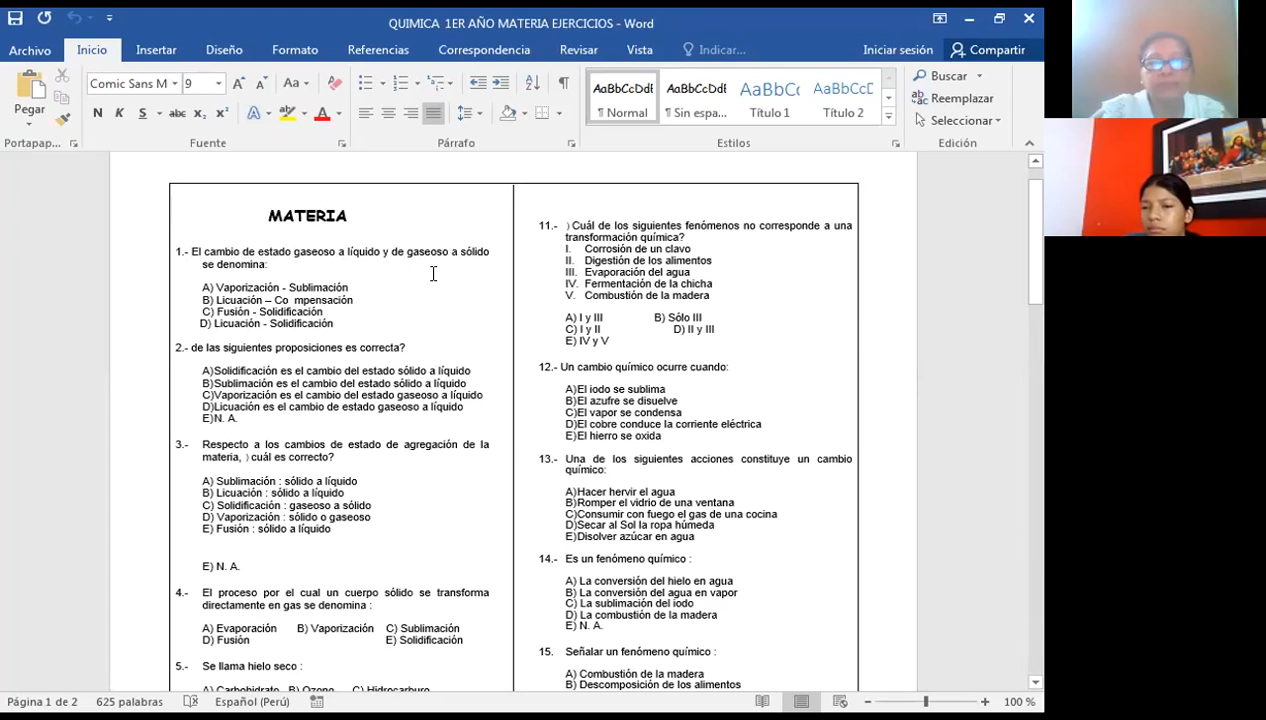 QUIMICA 1ER AÑO MATERIA EJERCICIOS - Word
Archivo Inicio Insertar Diseño Formato Referencias Correspondencia Revisar Vista Indicar... Iniciar sesión Compartir
Pegar
Comic Sans M 9 Aa
N K S abc x₂ x² A A
AaBbCcDdE AaBbCcDdE AaBbCc AaBbCcD
¶ Normal ¶ Sin espa... Título 1 Título 2
Buscar
Reemplazar
Seleccionar
Portapap... Fuente Párrafo Estilos Edición
MATERIA
1.- El cambio de estado gaseoso a líquido y de gaseoso a sólido
se denomina:
A) Vaporización - Sublimación
B) Licuación – Co mpensación
C) Fusión - Solidificación
D) Licuación - Solidificación
2.- de las siguientes proposiciones es correcta?
A)Solidificación es el cambio del estado sólido a líquido
B)Sublimación es el cambio del estado sólido a líquido
C)Vaporización es el cambio del estado gaseoso a líquido
D)Licuación es el cambio de estado gaseoso a líquido
E)N. A.
3.- Respecto a los cambios de estado de agregación de la
materia, )cuál es correcto?
A) Sublimación : sólido a líquido
B) Licuación : sólido a líquido
C) Solidificación : gaseoso a sólido
D) Vaporización : sólido o gaseoso
E) Fusión : sólido a líquido
E) N. A.
4.- El proceso por el cual un cuerpo sólido se transforma
directamente en gas se denomina :
A) Evaporación B) Vaporización C) Sublimación
D) Fusión E) Solidificación
5.- Se llama hielo seco :
A) Carbohidrato B) Ozono C) Hidrocarburo
11.- )Cuál de los siguientes fenómenos no corresponde a una
transformación química?
I. Corrosión de un clavo
II. Digestión de los alimentos
III. Evaporación del agua
IV. Fermentación de la chicha
V. Combustión de la madera
A) I y III B) Sólo III
C) I y II D) II y III
E) IV y V
12.- Un cambio químico ocurre cuando:
A)El iodo se sublima
B)El azufre se disuelve
C)El vapor se condensa
D)El cobre conduce la corriente eléctrica
E)El hierro se oxida
13.- Una de los siguientes acciones constituye un cambio
químico:
A)Hacer hervir el agua
B)Romper el vidrio de una ventana
C)Consumir con fuego el gas de una cocina
D)Secar al Sol la ropa húmeda
E)Disolver azúcar en agua
14.- Es un fenómeno químico :
A) La conversión del hielo en agua
B) La conversión del agua en vapor
C) La sublimación del íodo
D) La combustión de la madera
E) N. A.
15. Señalar un fenómeno químico :
A) Combustión de la madera
B) Descomposición de los alimentos
Página 1 de 2 625 palabras Español (Perú) 100 %